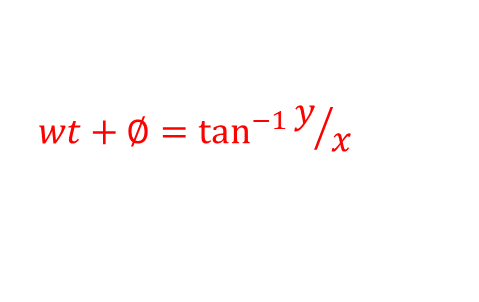 wt + ∅ = tan⁻¹ y/x